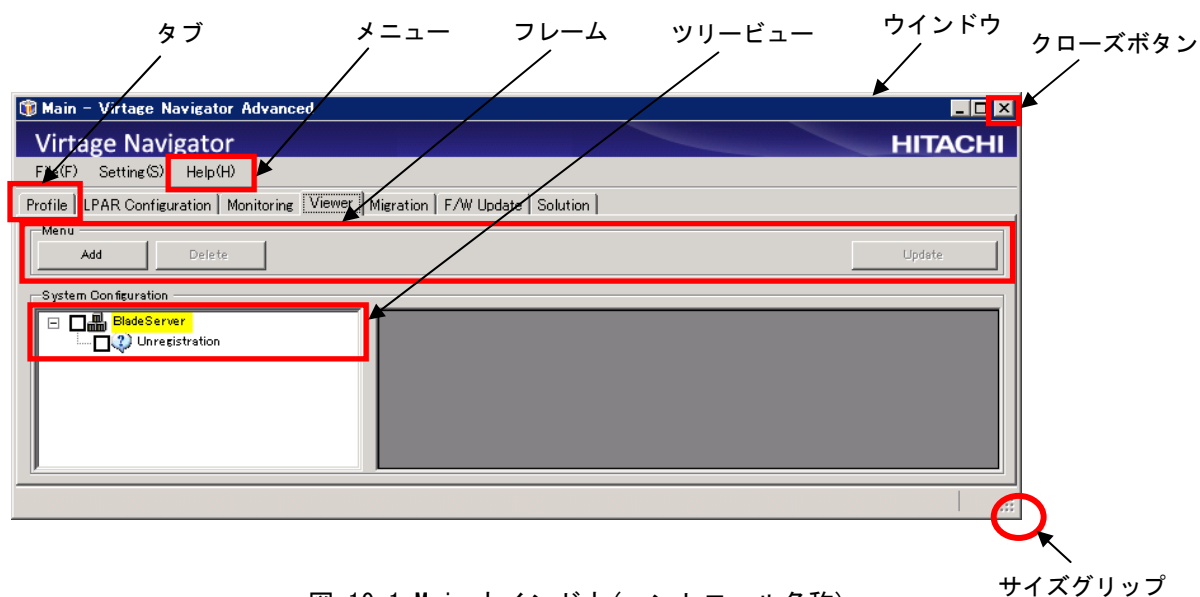 タブ メニュー フレーム ツリービュー ウインドウ クローズボタン
Main - Virtage Navigator Advanced
Virtage Navigator HITACHI
File(F) Setting(S) Help(H)
Profile LPAR Configuration Monitoring Viewer Migration F/W Update Solution
Menu
Add Delete Update
System Configuration
BladeServer
Unregistration
サイズグリップ